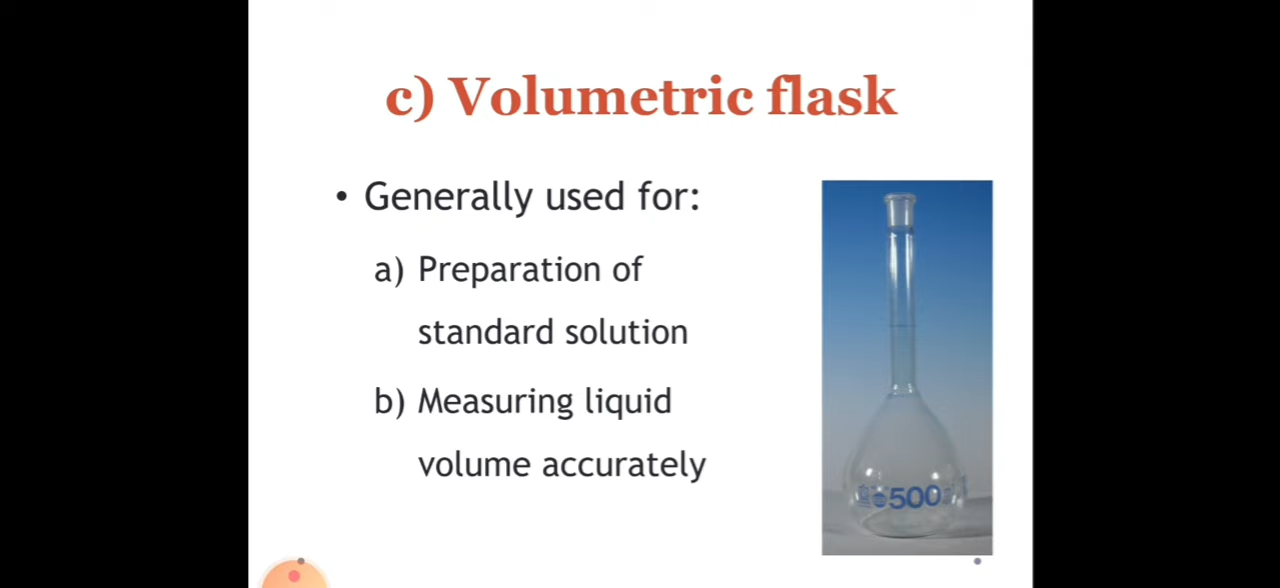 c) Volumetric flask
• Generally used for:
a) Preparation of
standard solution
b) Measuring liquid
volume accurately
500